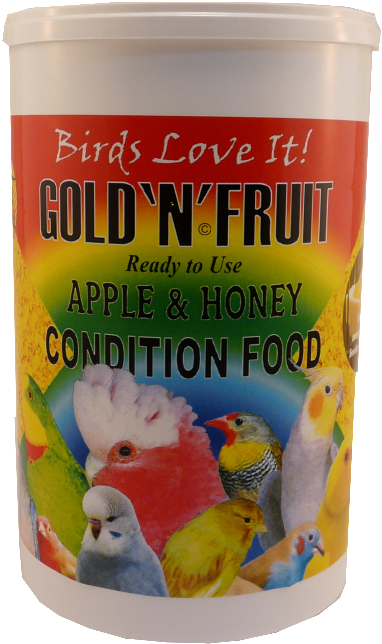 Birds Love It!
GOLD 'N' FRUIT
©
Ready to Use
APPLE & HONEY
CONDITION FOOD